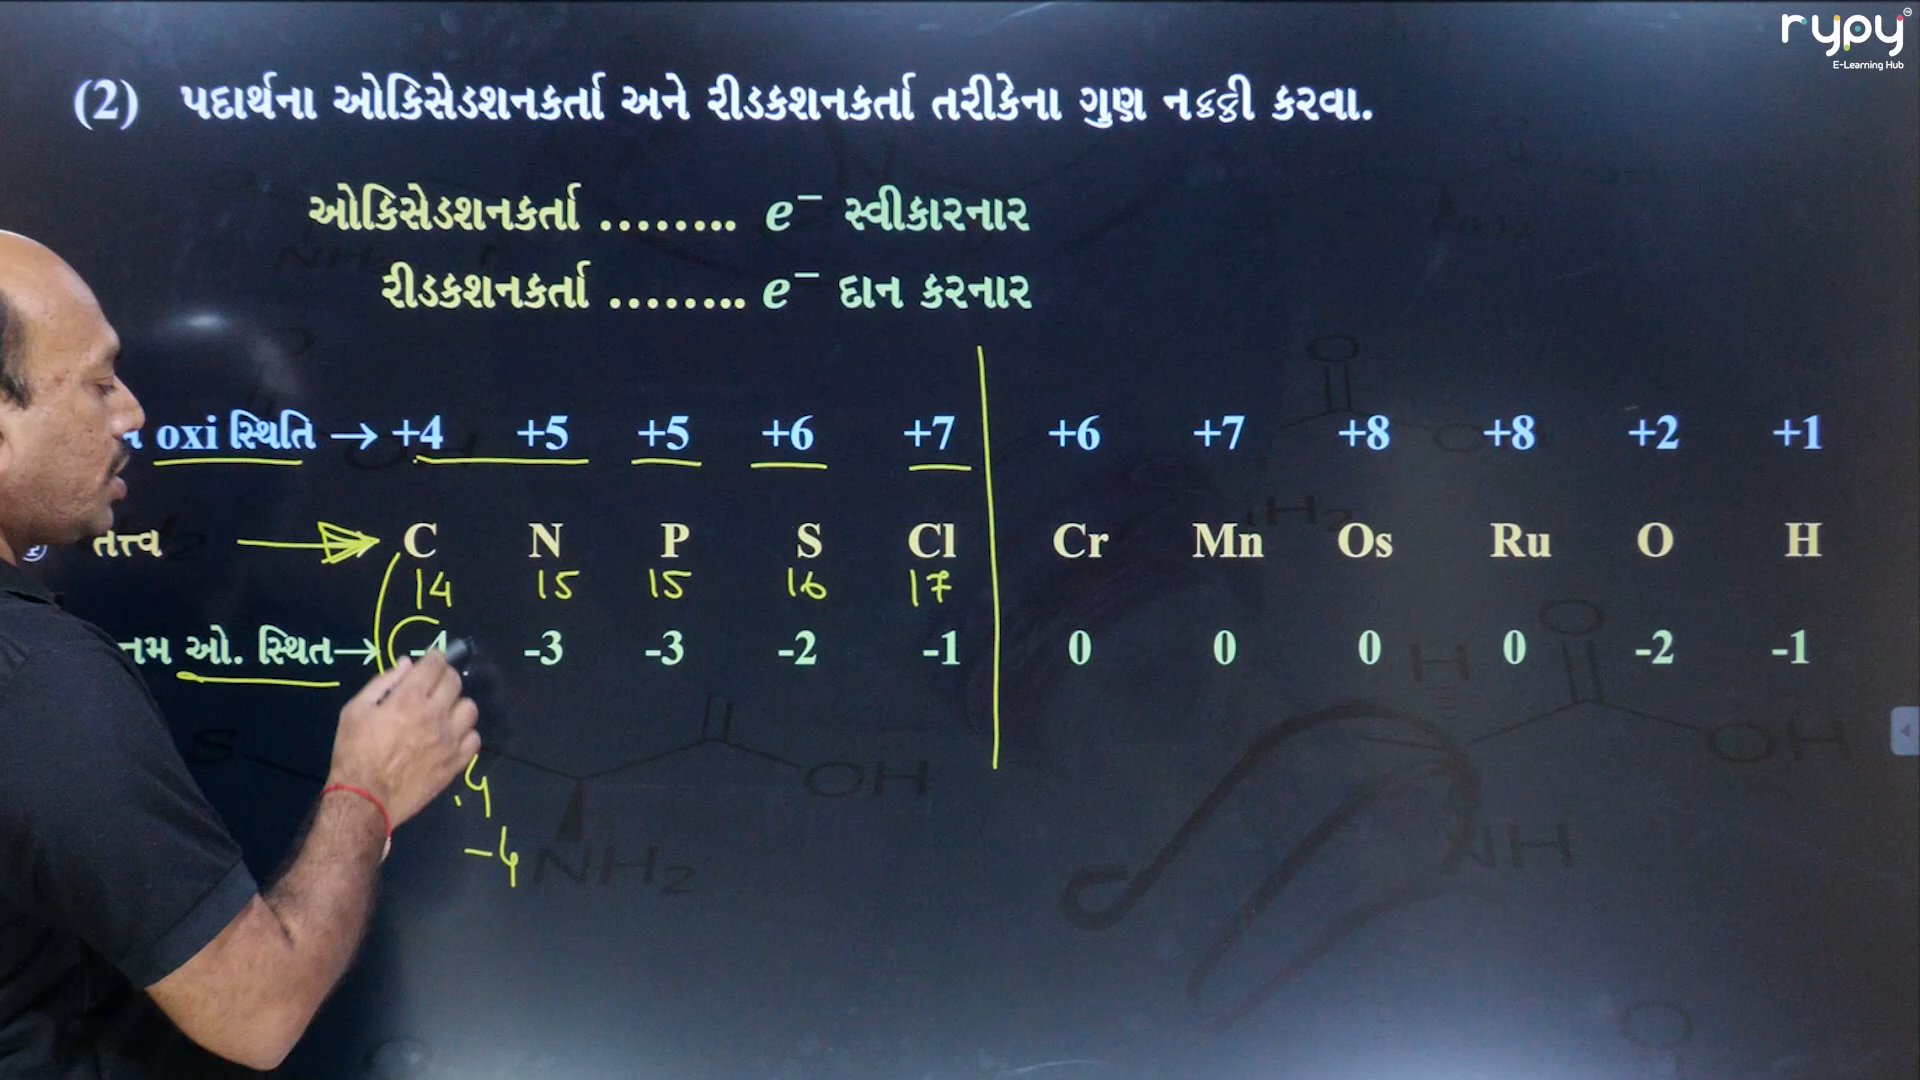 rypy
E-Learning Hub
(2) પદાર્થના ઓકિસેડશનકર્તા અને રીડકશનકર્તા તરીકેના ગુણ નક્કી કરવા.
ઓકિસેડશનકર્તા ........ e⁻ સ્વીકારનાર
રીડકશનકર્તા ........ e⁻ દાન કરનાર
oxi સ્થિતિ → +4 +5 +5 +6 +7 +6 +7 +8 +8 +2 +1
તત્ત્વ C N P S Cl Cr Mn Os Ru O H
14 15 15 16 17
નમ ઓ. સ્થિત→ -4 -3 -3 -2 -1 0 0 0 0 -2 -1
-4